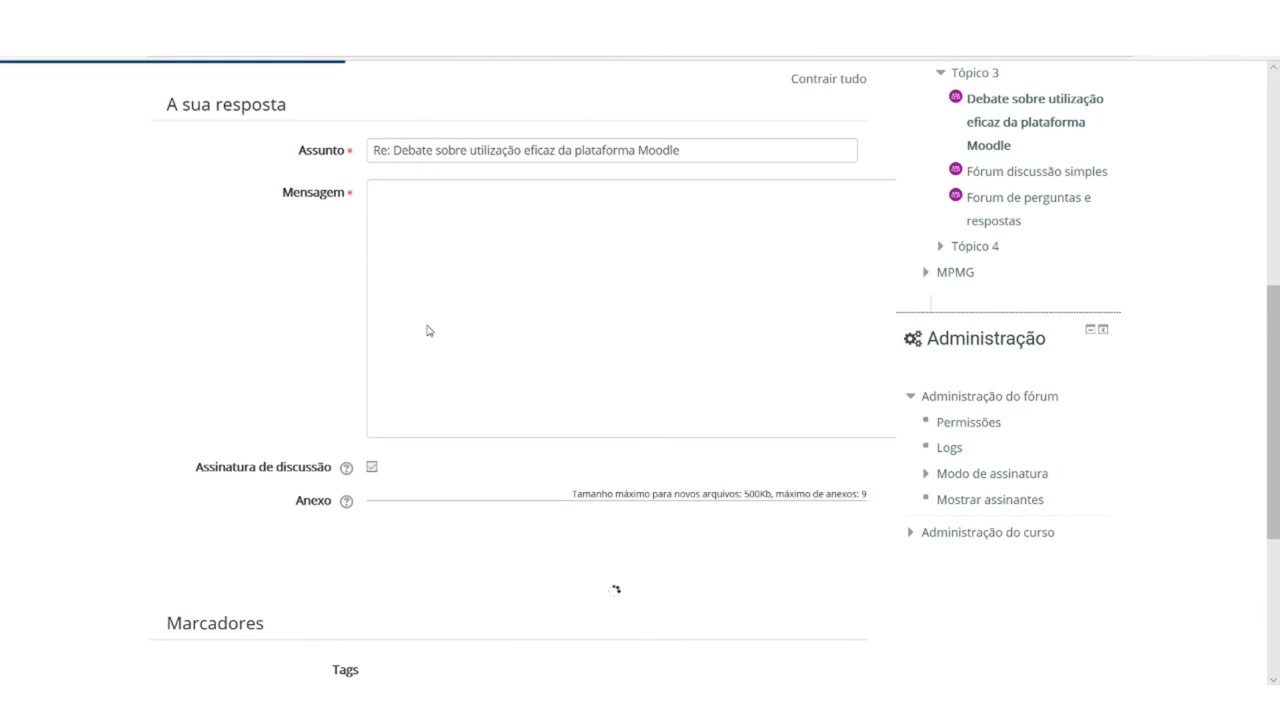 Contrair tudo
A sua resposta
Assunto
Re: Debate sobre utilização eficaz da plataforma Moodle
Mensagem
Assinatura de discussão
Anexo
Tamanho máximo para novos arquivos: 500Kb, máximo de anexos: 9
Marcadores
Tags
Tópico 3
Debate sobre utilização
eficaz da plataforma
Moodle
Fórum discussão simples
Forum de perguntas e
respostas
Tópico 4
MPMG
Administração
Administração do fórum
Permissões
Logs
Modo de assinatura
Mostrar assinantes
Administração do curso